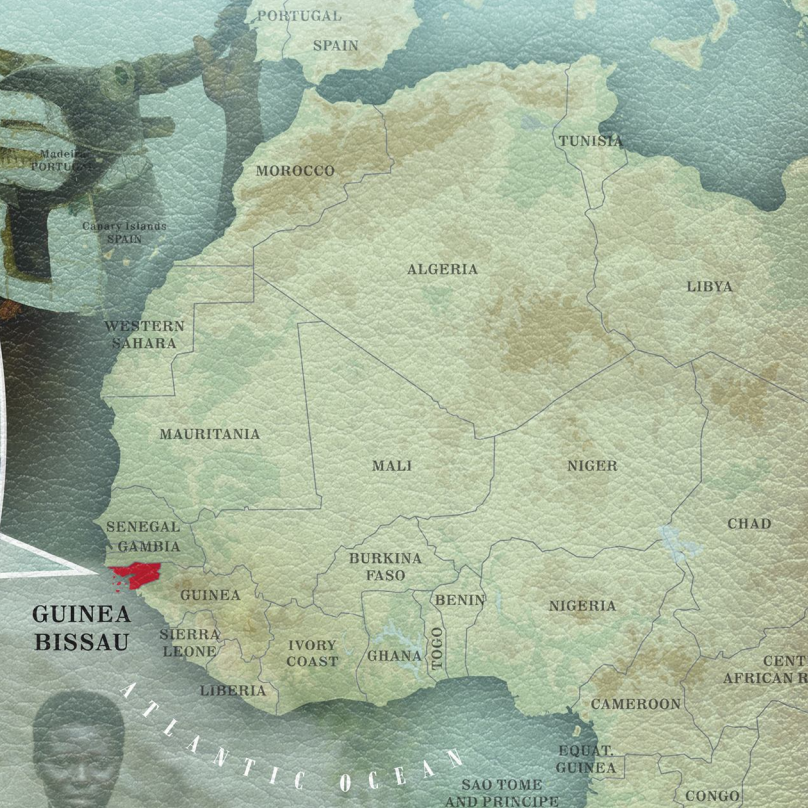 PORTUGAL
SPAIN
TUNISIA
Madeira
PORTUGAL
MOROCCO
Canary Islands
SPAIN
ALGERIA
LIBYA
WESTERN
SAHARA
MAURITANIA
MALI
NIGER
CHAD
SENEGAL
GAMBIA
BURKINA
FASO
GUINEA
BENIN
NIGERIA
GUINEA
BISSAU
SIERRA
LEONE
IVORY
COAST
GHANA
TOGO
CENT
AFRICAN R
LIBERIA
CAMEROON
ATLANTIC OCEAN
EQUAT.
GUINEA
SAO TOME
AND PRINCIPE
CONGO